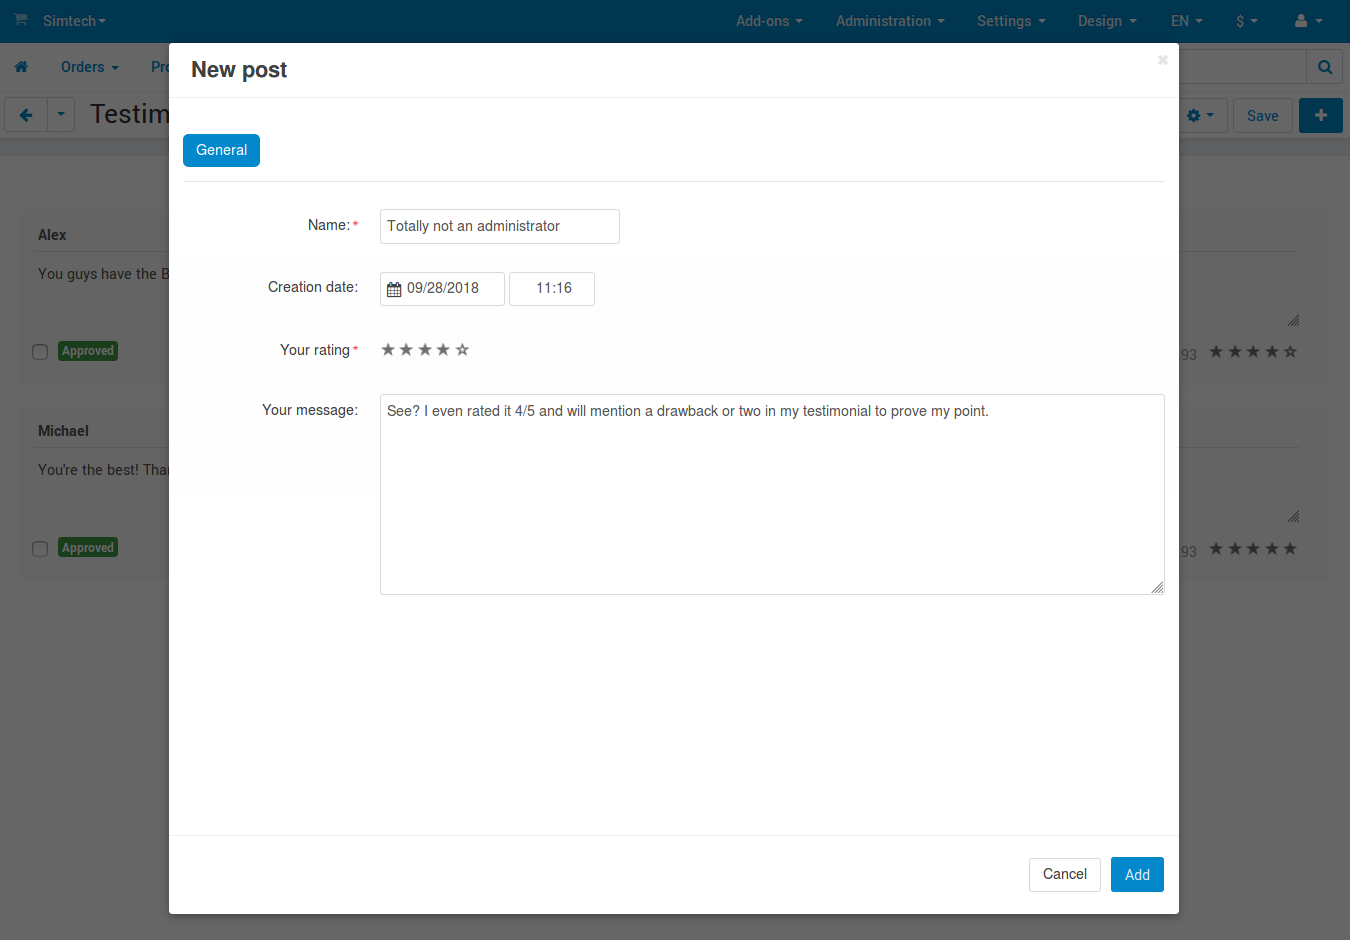 Simtech
Add-ons
Administration
Settings
Design
EN
$
Orders
New post
Testim
Save
General
Name:*
Totally not an administrator
Creation date:
09/28/2018
11:16
Your rating*
Your message:
See? I even rated it 4/5 and will mention a drawback or two in my testimonial to prove my point.
Alex
You guys have the B
Approved
93
Michael
You're the best! Tha
Approved
93
Cancel
Add